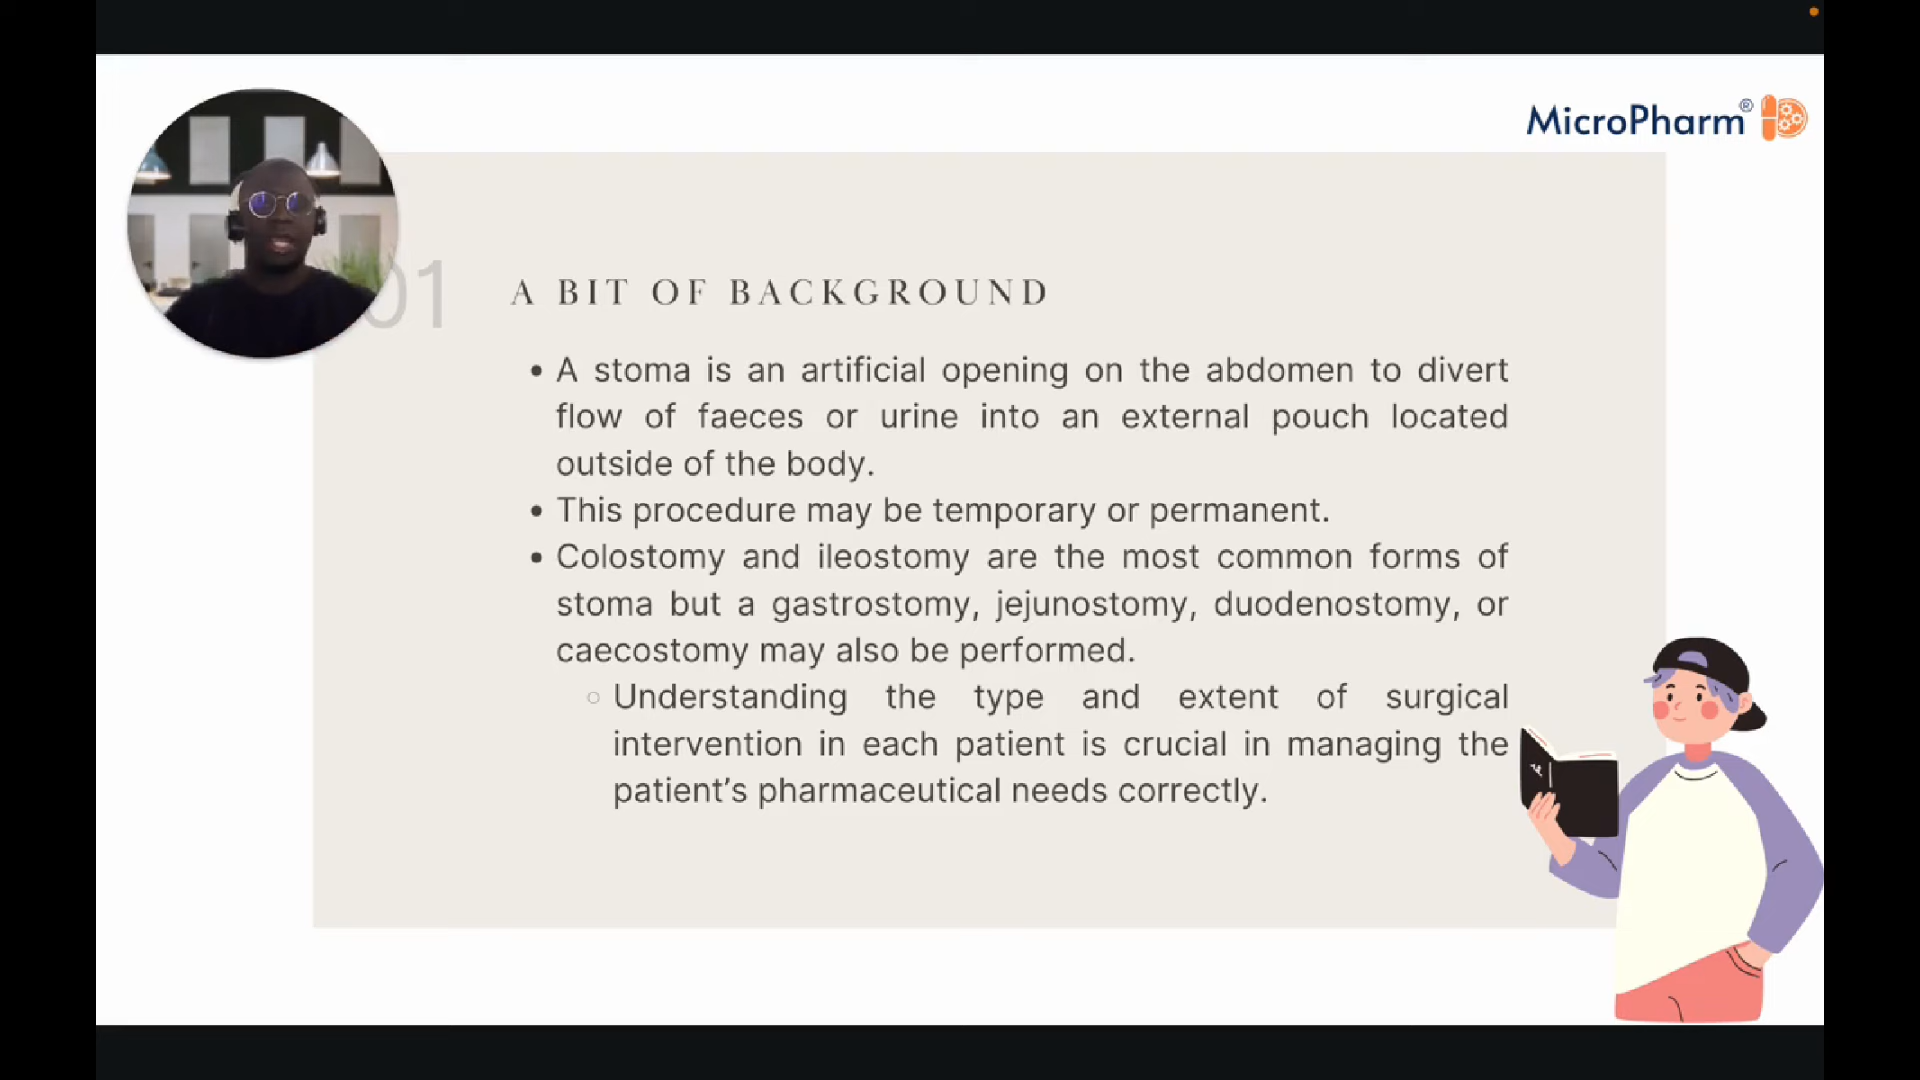 MicroPharm®
01
A BIT OF BACKGROUND
• A stoma is an artificial opening on the abdomen to divert
flow of faeces or urine into an external pouch located
outside of the body.
• This procedure may be temporary or permanent.
• Colostomy and ileostomy are the most common forms of
stoma but a gastrostomy, jejunostomy, duodenostomy, or
caecostomy may also be performed.
○ Understanding the type and extent of surgical
intervention in each patient is crucial in managing the
patient’s pharmaceutical needs correctly.